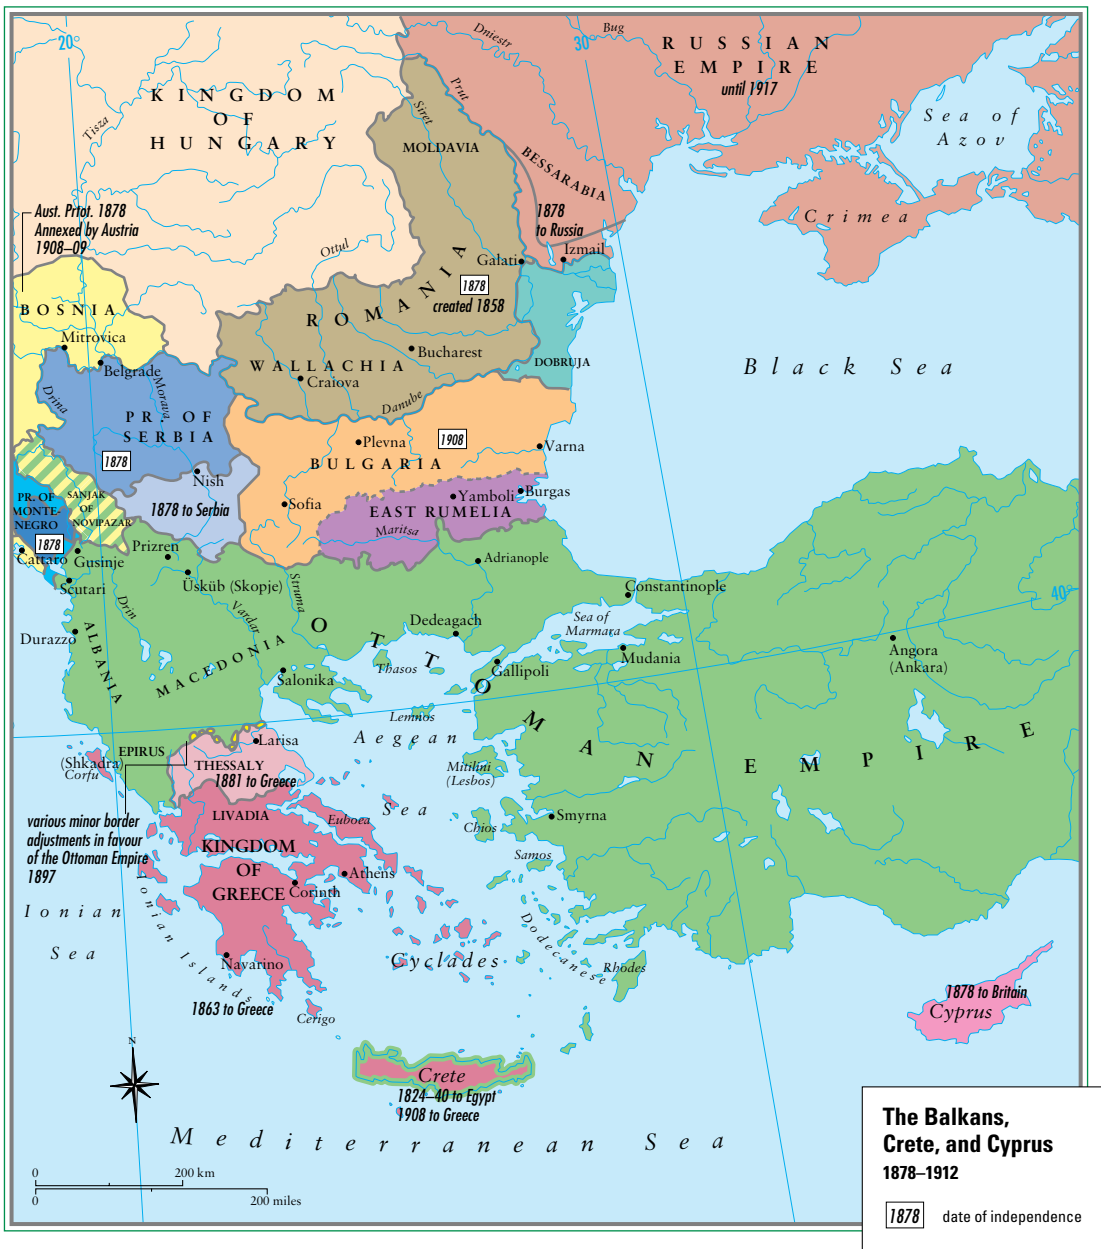 20°
30°
Dniestr
Bug
RUSSIAN
EMPIRE
until 1917
KINGDOM
OF
HUNGARY
Tisza
Prut
Siret
Sea of
Azov
MOLDAVIA
BESSARABIA
Crimea
Aust. Prtot. 1878
Annexed by Austria
1908–09
1878
to Russia
Ottul
Izmail
Galati
BOSNIA
ROMANIA
1878
created 1858
Mitrovica
Belgrade
WALLACHIA
Bucharest
Craiova
DOBRUJA
Black Sea
Drina
Morava
Danube
PR. OF
SERBIA
1878
Plevna
1908
Varna
BULGARIA
Nish
1878 to Serbia
Sofia
Yamboli
Burgas
EAST RUMELIA
Maritsa
PR. OF
MONTE-
NEGRO
1878
SANJAK
OF
NOVIPAZAR
Cattaro
Gusinje
Prizren
Üsküb (Skopje)
Scutari
Struma
Adrianople
Constantinople
40°
Drin
Vardar
Durazzo
ALBANIA
MACEDONIA
OTTOMAN EMPIRE
Dedeagach
Sea of
Marmara
Mudania
Gallipoli
Angora
(Ankara)
Salonika
Thasos
Lemnos
Aegean
Sea
EPIRUS
(Shkadra)
Corfu
Larisa
THESSALY
1881 to Greece
Mitilini
(Lesbos)
LIVADIA
Euboea
Chios
Smyrna
various minor border
adjustments in favour
of the Ottoman Empire
1897
KINGDOM
OF
GREECE
Athens
Corinth
Samos
Ionian
Sea
Ionian Islands
1863 to Greece
Navarino
Cyclades
Dodecanese
Rhodes
Cerigo
1878 to Britain
Cyprus
N
Crete
1824–40 to Egypt
1908 to Greece
Mediterranean Sea
0 200 km
0 200 miles
The Balkans,
Crete, and Cyprus
1878–1912
1878 date of independence